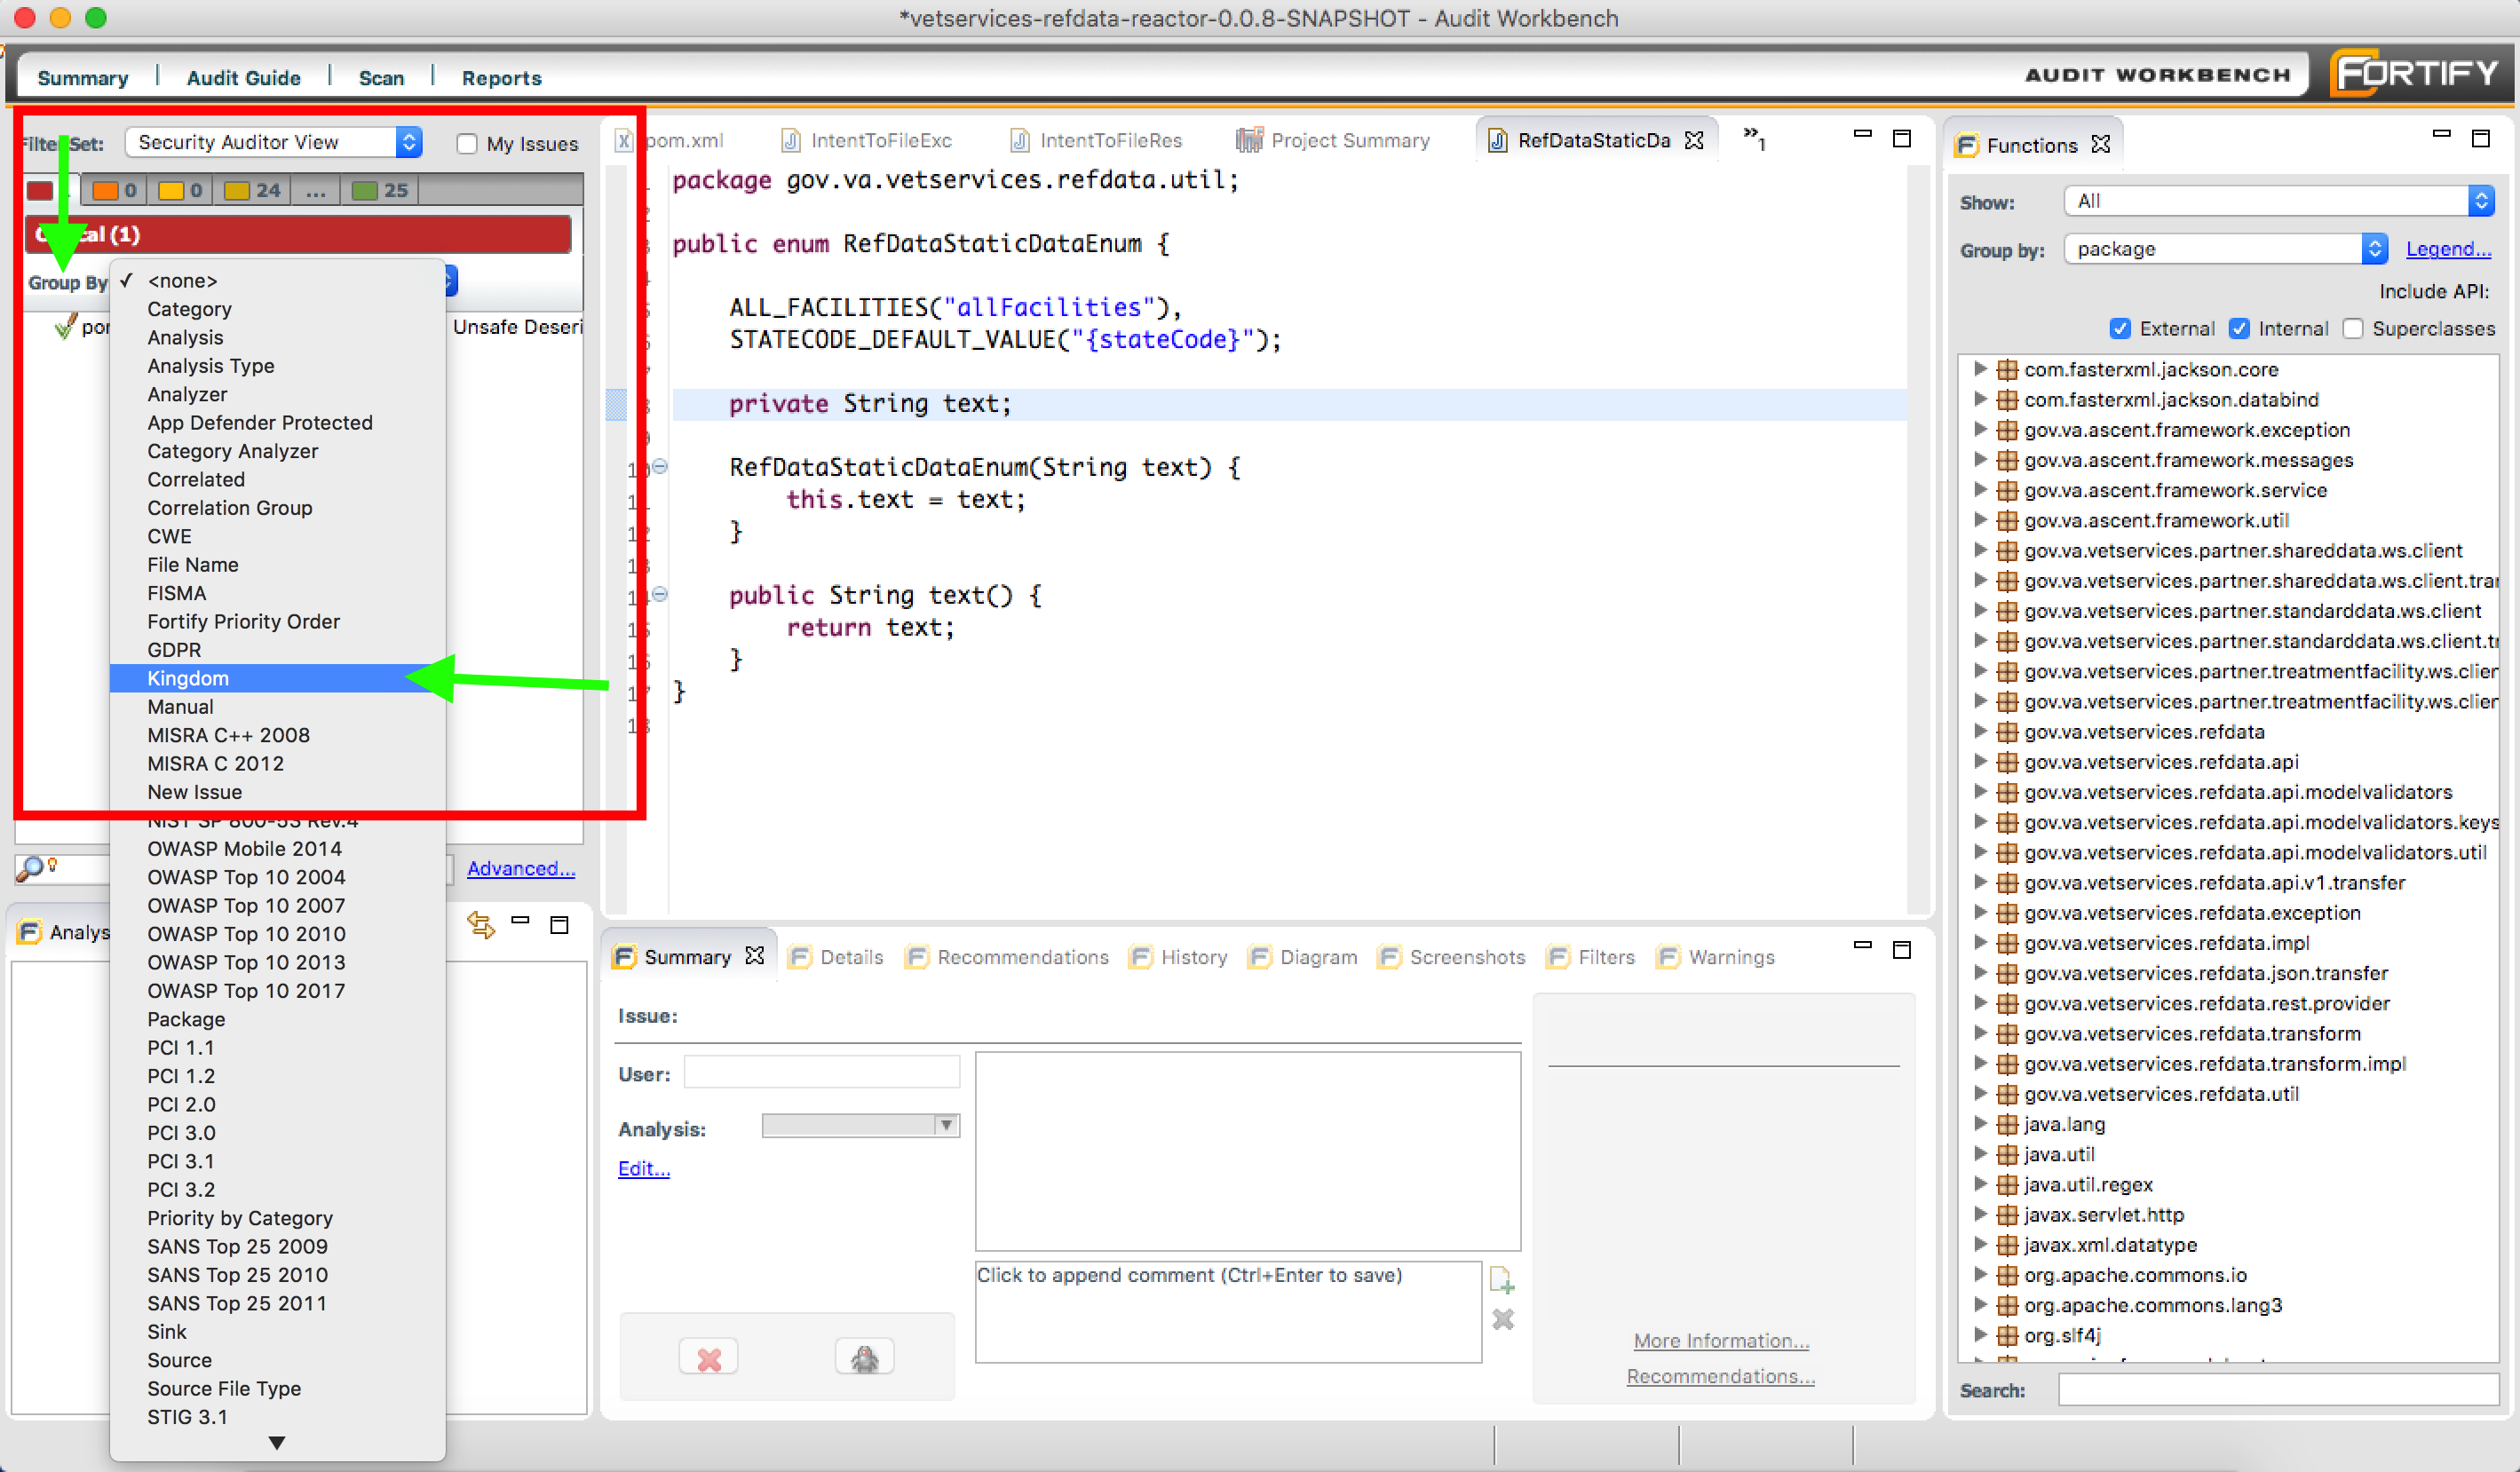 *vetservices-refdata-reactor-0.0.8-SNAPSHOT - Audit Workbench
Summary
Audit Guide
Scan
Reports
AUDIT WORKBENCH
FORTIFY
Filter Set:
Security Auditor View
My Issues
0
0
24
...
25
(1)
Group By
<none>
Category
Analysis
Analysis Type
Analyzer
App Defender Protected
Category Analyzer
Correlated
Correlation Group
CWE
File Name
FISMA
Fortify Priority Order
GDPR
Kingdom
Manual
MISRA C++ 2008
MISRA C 2012
New Issue
NIST SP 800-53 Rev.4
OWASP Mobile 2014
OWASP Top 10 2004
OWASP Top 10 2007
OWASP Top 10 2010
OWASP Top 10 2013
OWASP Top 10 2017
Package
PCI 1.1
PCI 1.2
PCI 2.0
PCI 3.0
PCI 3.1
PCI 3.2
Priority by Category
SANS Top 25 2009
SANS Top 25 2010
SANS Top 25 2011
Sink
Source
Source File Type
STIG 3.1
Unsafe Deseri
Advanced...
Analys
pom.xml
IntentToFileExc
IntentToFileRes
Project Summary
RefDataStaticDa
»1
package gov.va.vetservices.refdata.util;
public enum RefDataStaticDataEnum {
ALL_FACILITIES("allFacilities"),
STATECODE_DEFAULT_VALUE("{stateCode}");
private String text;
RefDataStaticDataEnum(String text) {
this.text = text;
}
public String text() {
return text;
}
}
Summary
Details
Recommendations
History
Diagram
Screenshots
Filters
Warnings
Issue:
User:
Analysis:
Edit...
Click to append comment (Ctrl+Enter to save)
More Information...
Recommendations...
Functions
Show:
All
Group by:
package
Legend...
Include API:
External
Internal
Superclasses
com.fasterxml.jackson.core
com.fasterxml.jackson.databind
gov.va.ascent.framework.exception
gov.va.ascent.framework.messages
gov.va.ascent.framework.service
gov.va.ascent.framework.util
gov.va.vetservices.partner.shareddata.ws.client
gov.va.vetservices.partner.shareddata.ws.client.tra
gov.va.vetservices.partner.standarddata.ws.client
gov.va.vetservices.partner.standarddata.ws.client.t
gov.va.vetservices.partner.treatmentfacility.ws.clie
gov.va.vetservices.partner.treatmentfacility.ws.clie
gov.va.vetservices.refdata
gov.va.vetservices.refdata.api
gov.va.vetservices.refdata.api.modelvalidators
gov.va.vetservices.refdata.api.modelvalidators.keys
gov.va.vetservices.refdata.api.modelvalidators.util
gov.va.vetservices.refdata.api.v1.transfer
gov.va.vetservices.refdata.exception
gov.va.vetservices.refdata.impl
gov.va.vetservices.refdata.json.transfer
gov.va.vetservices.refdata.rest.provider
gov.va.vetservices.refdata.transform
gov.va.vetservices.refdata.transform.impl
gov.va.vetservices.refdata.util
java.lang
java.util
java.util.regex
javax.servlet.http
javax.xml.datatype
org.apache.commons.io
org.apache.commons.lang3
org.slf4j
Search: